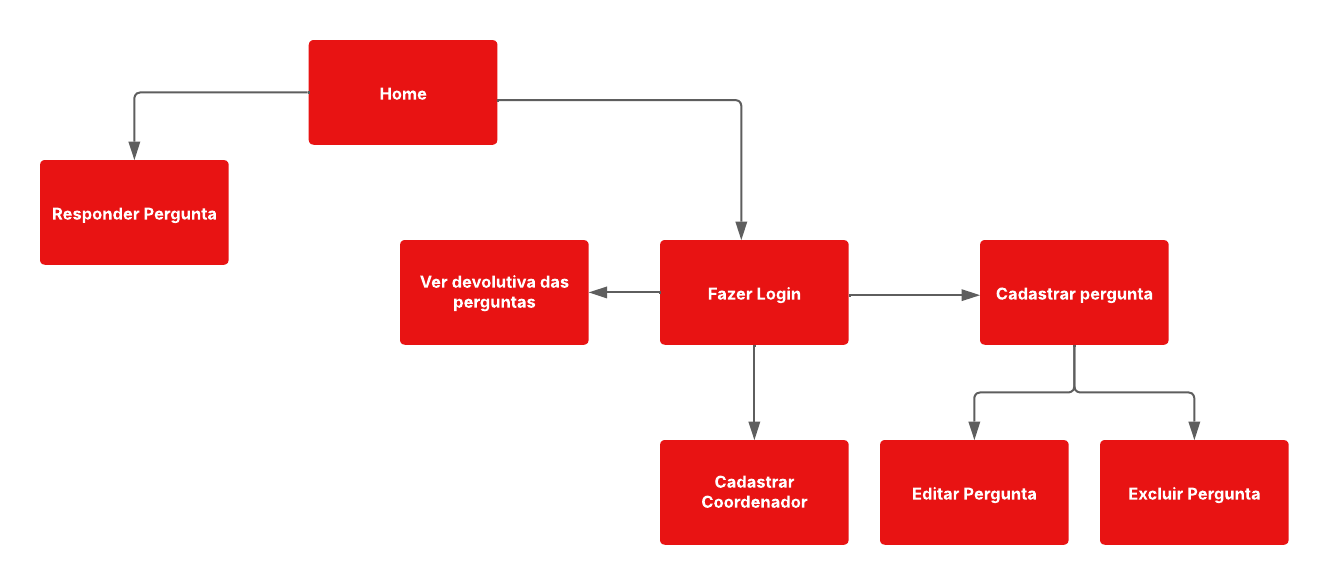 Home
Responder Pergunta
Ver devolutiva das
perguntas
Fazer Login
Cadastrar pergunta
Cadastrar
Coordenador
Editar Pergunta
Excluir Pergunta